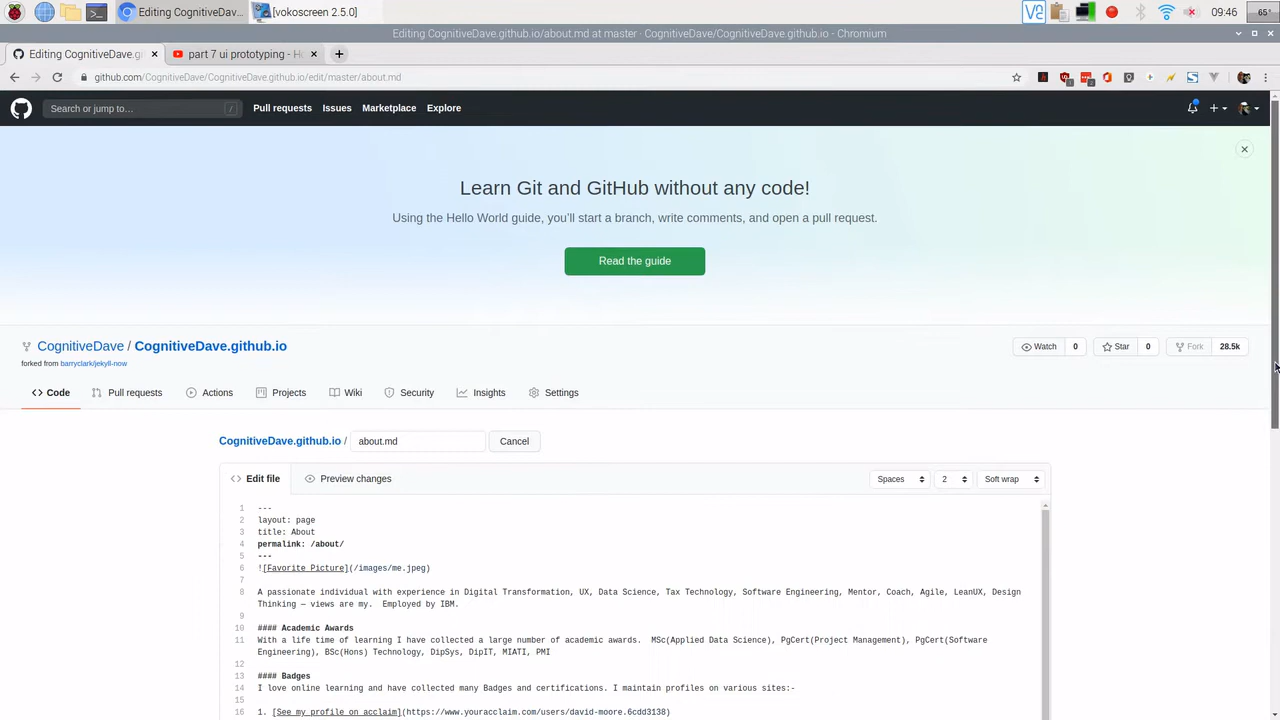 Editing CognitiveDav...
[vokoscreen 2.5.0]
09:46
65°
Editing CognitiveDave.github.io/about.md at master · CognitiveDave/CognitiveDave.github.io - Chromium
Editing CognitiveDave.gi
part 7 ui prototyping - Ho
github.com/CognitiveDave/CognitiveDave.github.io/edit/master/about.md
Search or jump to…
/
Pull requests
Issues
Marketplace
Explore
Learn Git and GitHub without any code!
Using the Hello World guide, you’ll start a branch, write comments, and open a pull request.
Read the guide
CognitiveDave / CognitiveDave.github.io
Watch 0
Star 0
Fork 28.5k
forked from barryclark/jekyll-now
Code
Pull requests
Actions
Projects
Wiki
Security
Insights
Settings
CognitiveDave.github.io / about.md Cancel
<> Edit file
Preview changes
Spaces
2
Soft wrap
1 ---
2 layout: page
3 title: About
4 permalink: /about/
5 ---
6 ![Favorite Picture](/images/me.jpeg)
7
8 A passionate individual with experience in Digital Transformation, UX, Data Science, Tax Technology, Software Engineering, Mentor, Coach, Agile, LeanUX, Design
Thinking – views are my.  Employed by IBM.
9
10 #### Academic Awards
11 With a life time of learning I have collected a large number of academic awards.  MSc(Applied Data Science), PgCert(Project Management), PgCert(Software
Engineering), BSc(Hons) Technology, DipSys, DipIT, MIATI, PMI
12
13 #### Badges
14 I love online learning and have collected many Badges and certifications. I maintain profiles on various sites:-
15
16 1. [See my profile on acclaim](https://www.youracclaim.com/users/david-moore.6cdd3138)